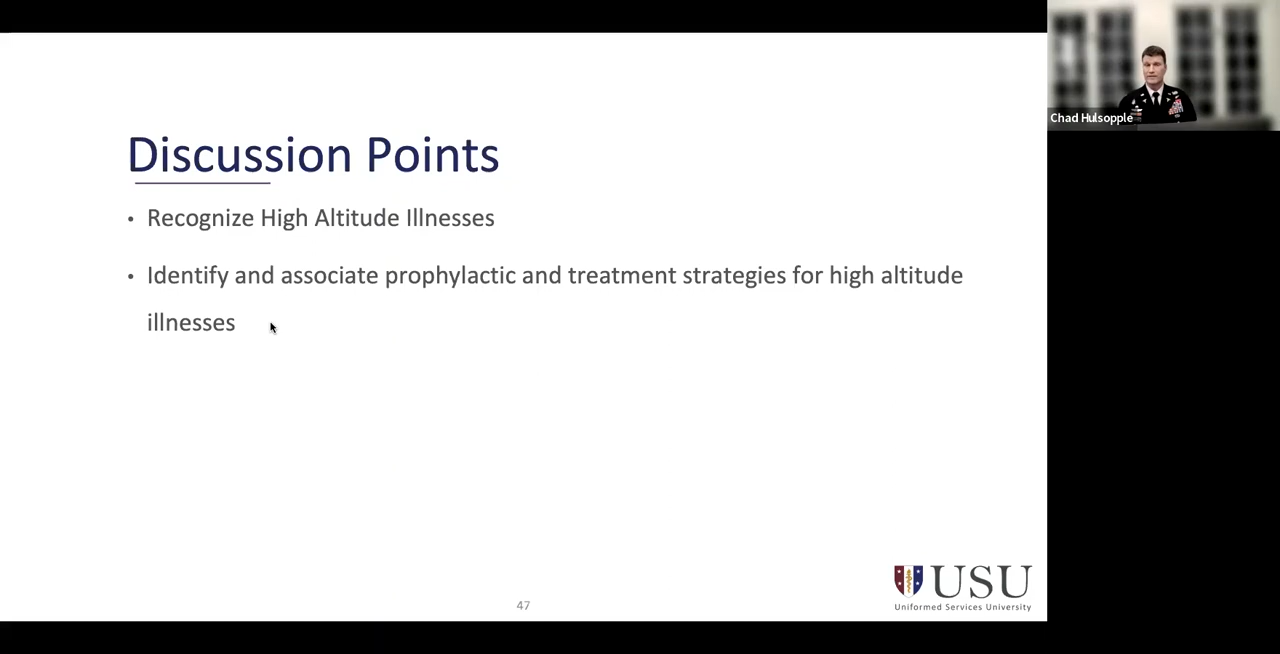 Discussion Points
• Recognize High Altitude Illnesses
• Identify and associate prophylactic and treatment strategies for high altitude
illnesses
47
USU
Uniformed Services University
Chad Hulsopple